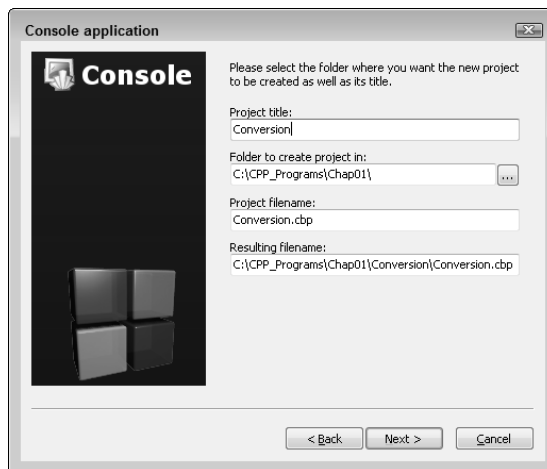 Console application
Console
Please select the folder where you want the new project
to be created as well as its title.
Project title:
Conversion
Folder to create project in:
C:\CPP_Programs\Chap01\
...
Project filename:
Conversion.cbp
Resulting filename:
C:\CPP_Programs\Chap01\Conversion\Conversion.cbp
< Back
Next >
Cancel